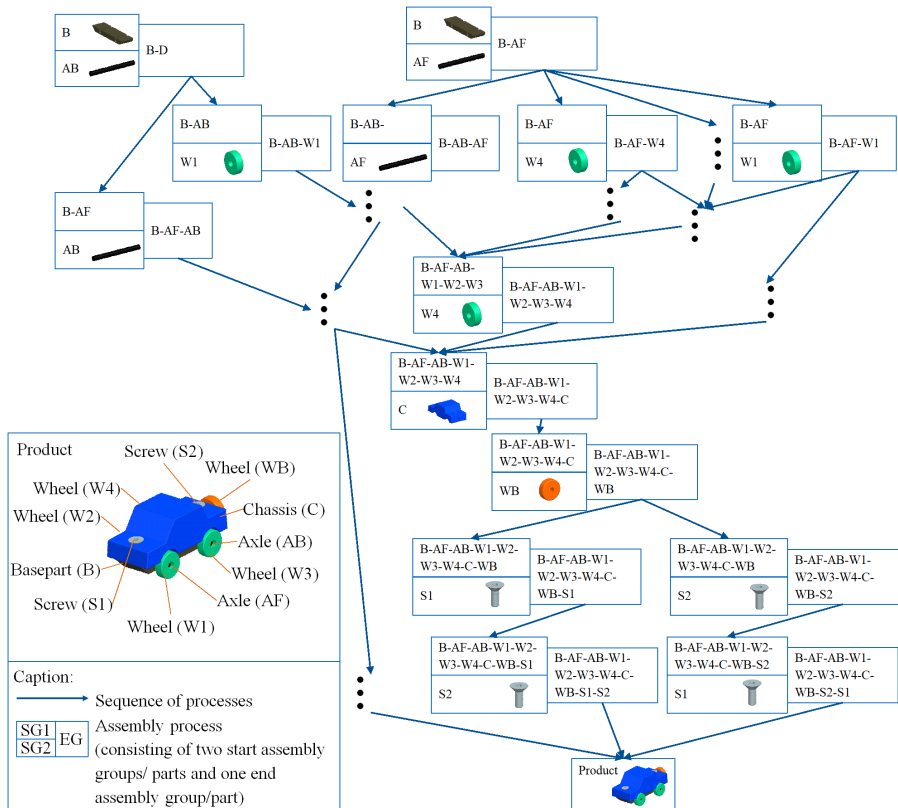 B
AB
B-D
B
AF
B-AF
B-AB
W1
B-AB-W1
B-AB-
AF
B-AB-AF
B-AF
W4
B-AF-W4
B-AF
W1
B-AF-W1
B-AF
AB
B-AF-AB
B-AF-AB-
W1-W2-W3
W4
B-AF-AB-W1-
W2-W3-W4
B-AF-AB-W1-
W2-W3-W4
C
B-AF-AB-W1-
W2-W3-W4-C
B-AF-AB-W1-
W2-W3-W4-C
WB
B-AF-AB-W1-
W2-W3-W4-C-
WB
B-AF-AB-W1-W2-
W3-W4-C-WB
S1
B-AF-AB-W1-
W2-W3-W4-C-
WB-S1
B-AF-AB-W1-W2-
W3-W4-C-WB
S2
B-AF-AB-W1-
W2-W3-W4-C-
WB-S2
B-AF-AB-W1-W2-
W3-W4-C-WB-S1
S2
B-AF-AB-W1-
W2-W3-W4-C-
WB-S1-S2
B-AF-AB-W1-W2-
W3-W4-C-WB-S2
S1
B-AF-AB-W1-
W2-W3-W4-C-
WB-S2-S1
Product
Product
Screw (S2)
Wheel (WB)
Wheel (W4)
Chassis (C)
Wheel (W2)
Axle (AB)
Basepart (B)
Wheel (W3)
Screw (S1)
Axle (AF)
Wheel (W1)
Caption:
Sequence of processes
SG1
SG2
EG
Assembly process
(consisting of two start assembly
groups/ parts and one end
assembly group/part)